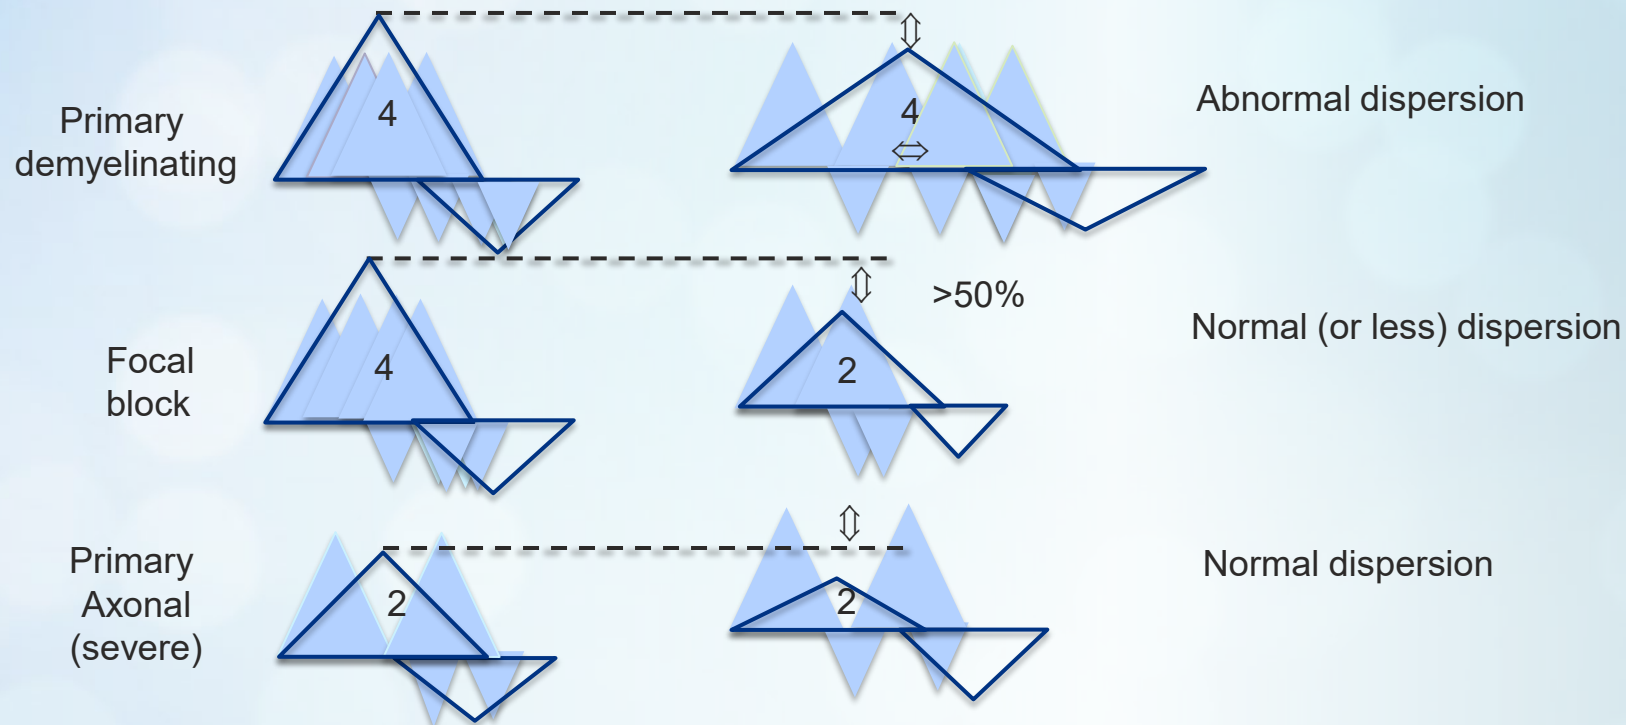 Primary
demyelinating
4
4
Abnormal dispersion
Focal
block
4
2
>50%
Normal (or less) dispersion
Primary
Axonal
(severe)
2
2
Normal dispersion